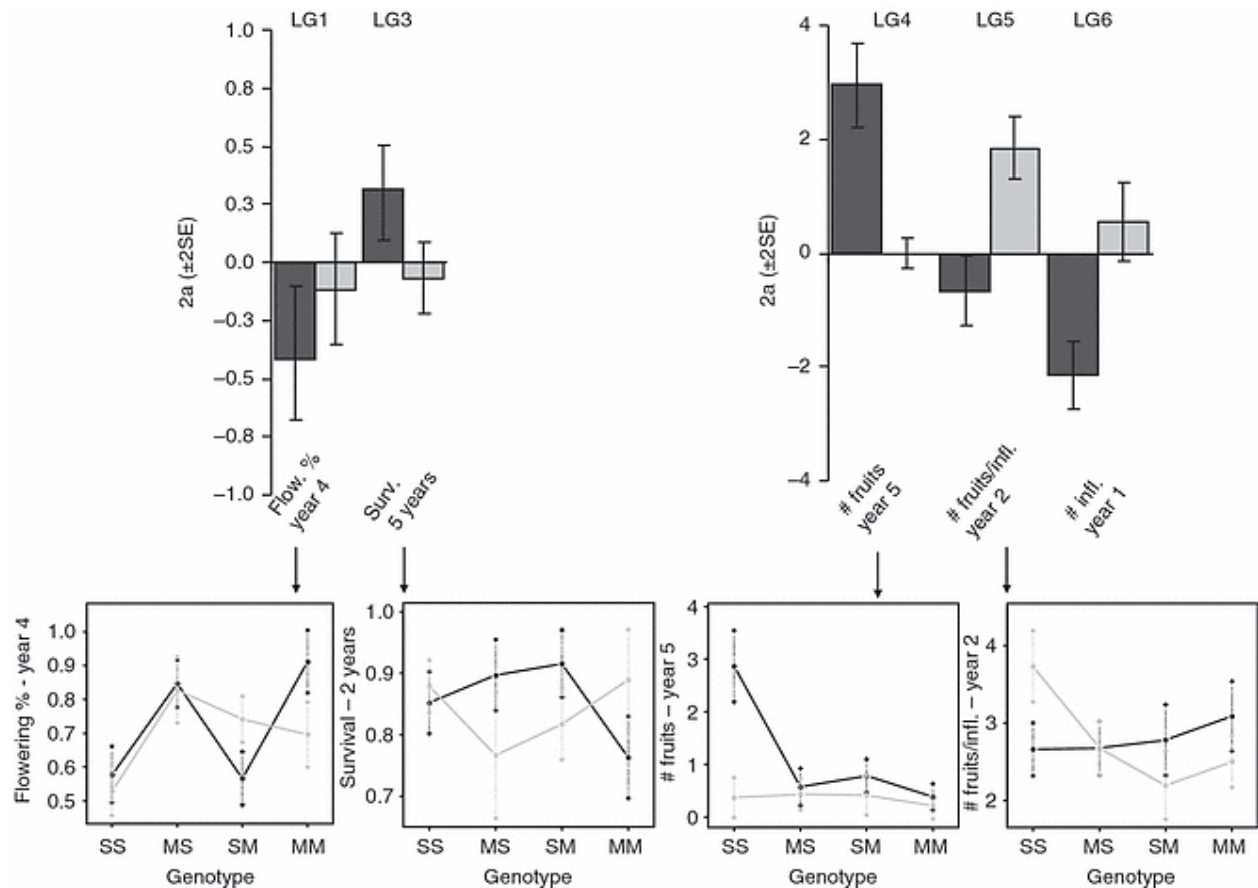 LG1 LG3
1.0
0.8
0.5
0.3
0.0
−0.3
−0.5
−0.8
−1.0
2a (±2SE)
Flow. %
year 4
Surv.
5 years
LG4 LG5 LG6
4
2
0
−2
−4
2a (±2SE)
# fruits
year 5
# fruits/infl.
year 2
# infl.
year 1
Flowering % - year 4
1.0
0.9
0.8
0.7
0.6
0.5
SS MS SM MM
Genotype
Survival – 2 years
1.0
0.9
0.8
0.7
SS MS SM MM
Genotype
# fruits – year 5
4
3
2
1
0
SS MS SM MM
Genotype
# fruits/infl. – year 2
4
3
2
SS MS SM MM
Genotype